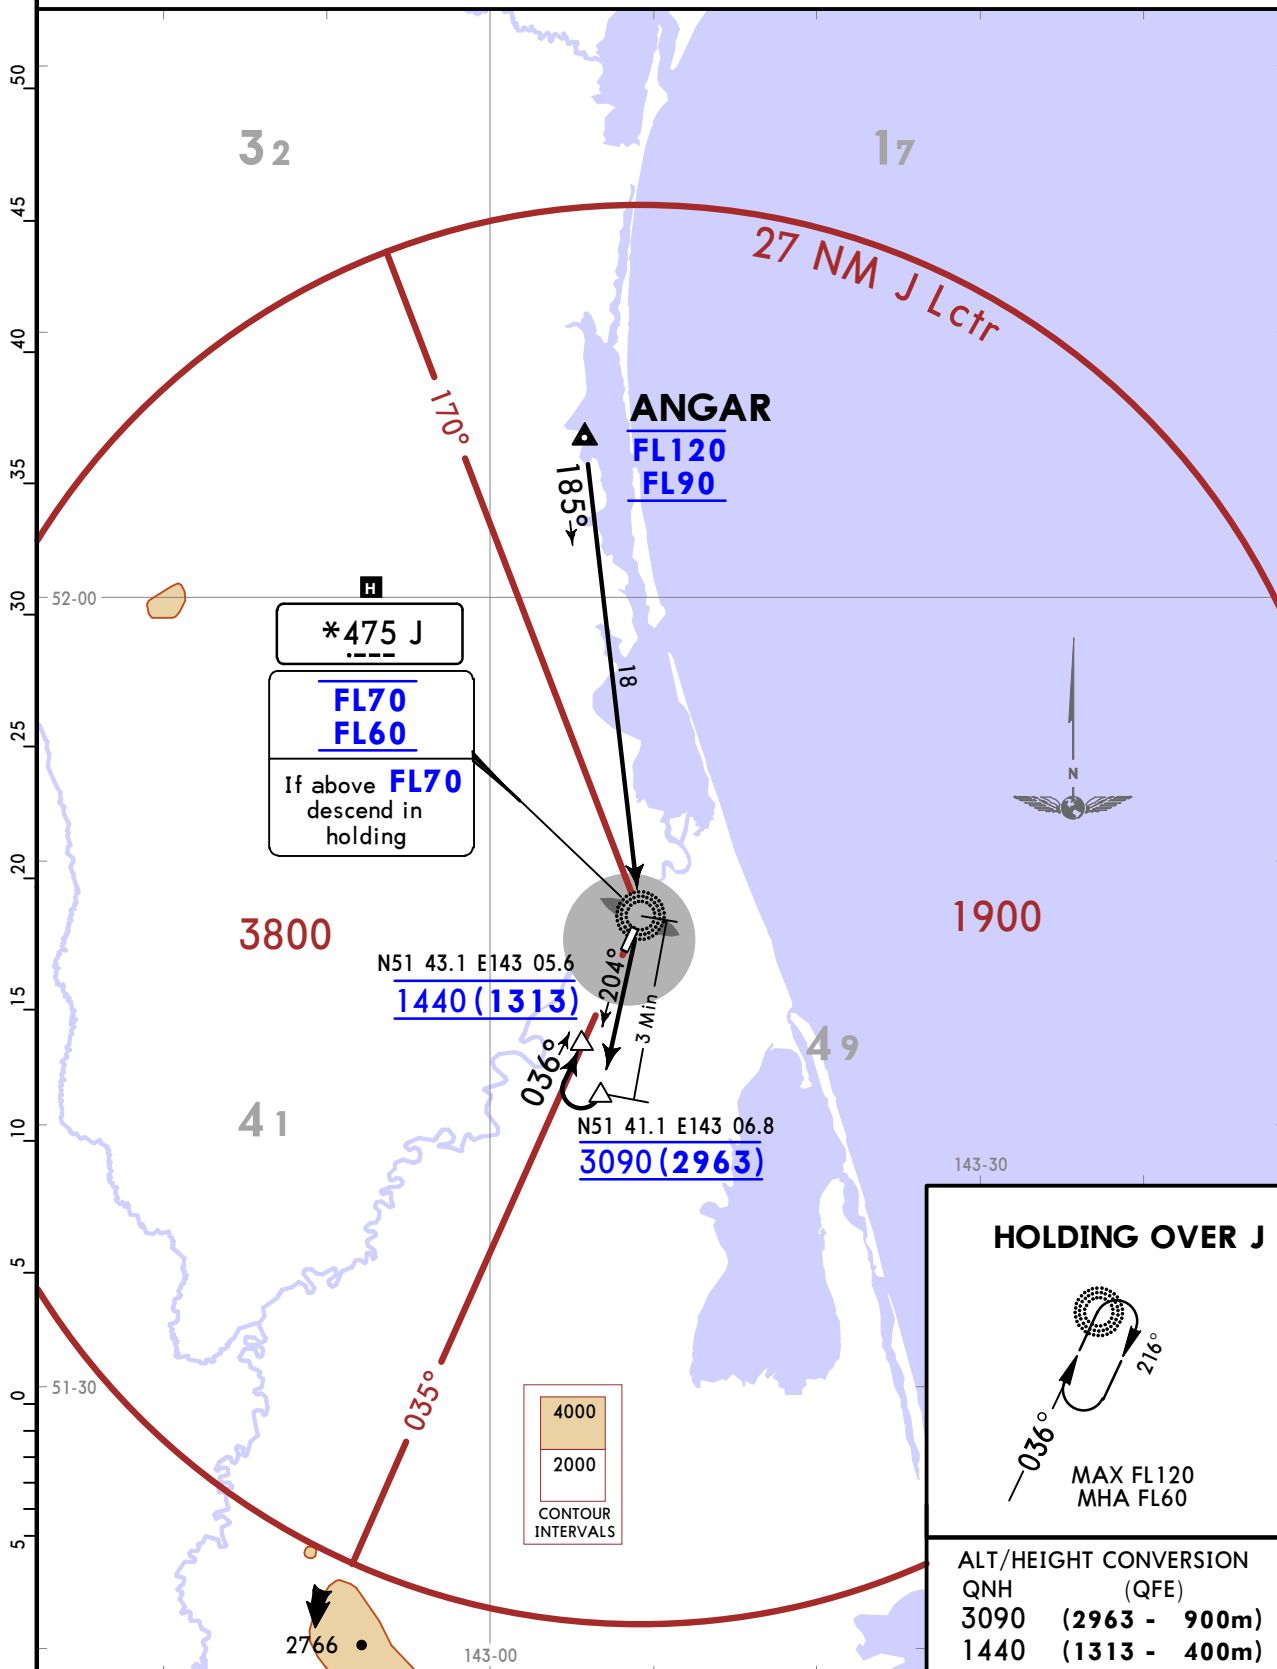 50
45
40
35
30
25
20
15
10
5
0
5
3 2
1 7
27 NM J Lctr
170°
ANGAR
FL120
FL90
185°
18
52-00
H
*475 J
FL70
FL60
If above FL70
descend in
holding
N
3800
1900
N51 43.1 E143 05.6
1440 (1313)
204°
3 Min
036°
4 9
4 1
N51 41.1 E143 06.8
3090 (2963)
143-30
51-30
035°
4000
2000
CONTOUR
INTERVALS
2766
143-00
HOLDING OVER J
216°
036°
MAX FL120
MHA FL60
ALT/HEIGHT CONVERSION
QNH (QFE)
3090 (2963 - 900m)
1440 (1313 - 400m)